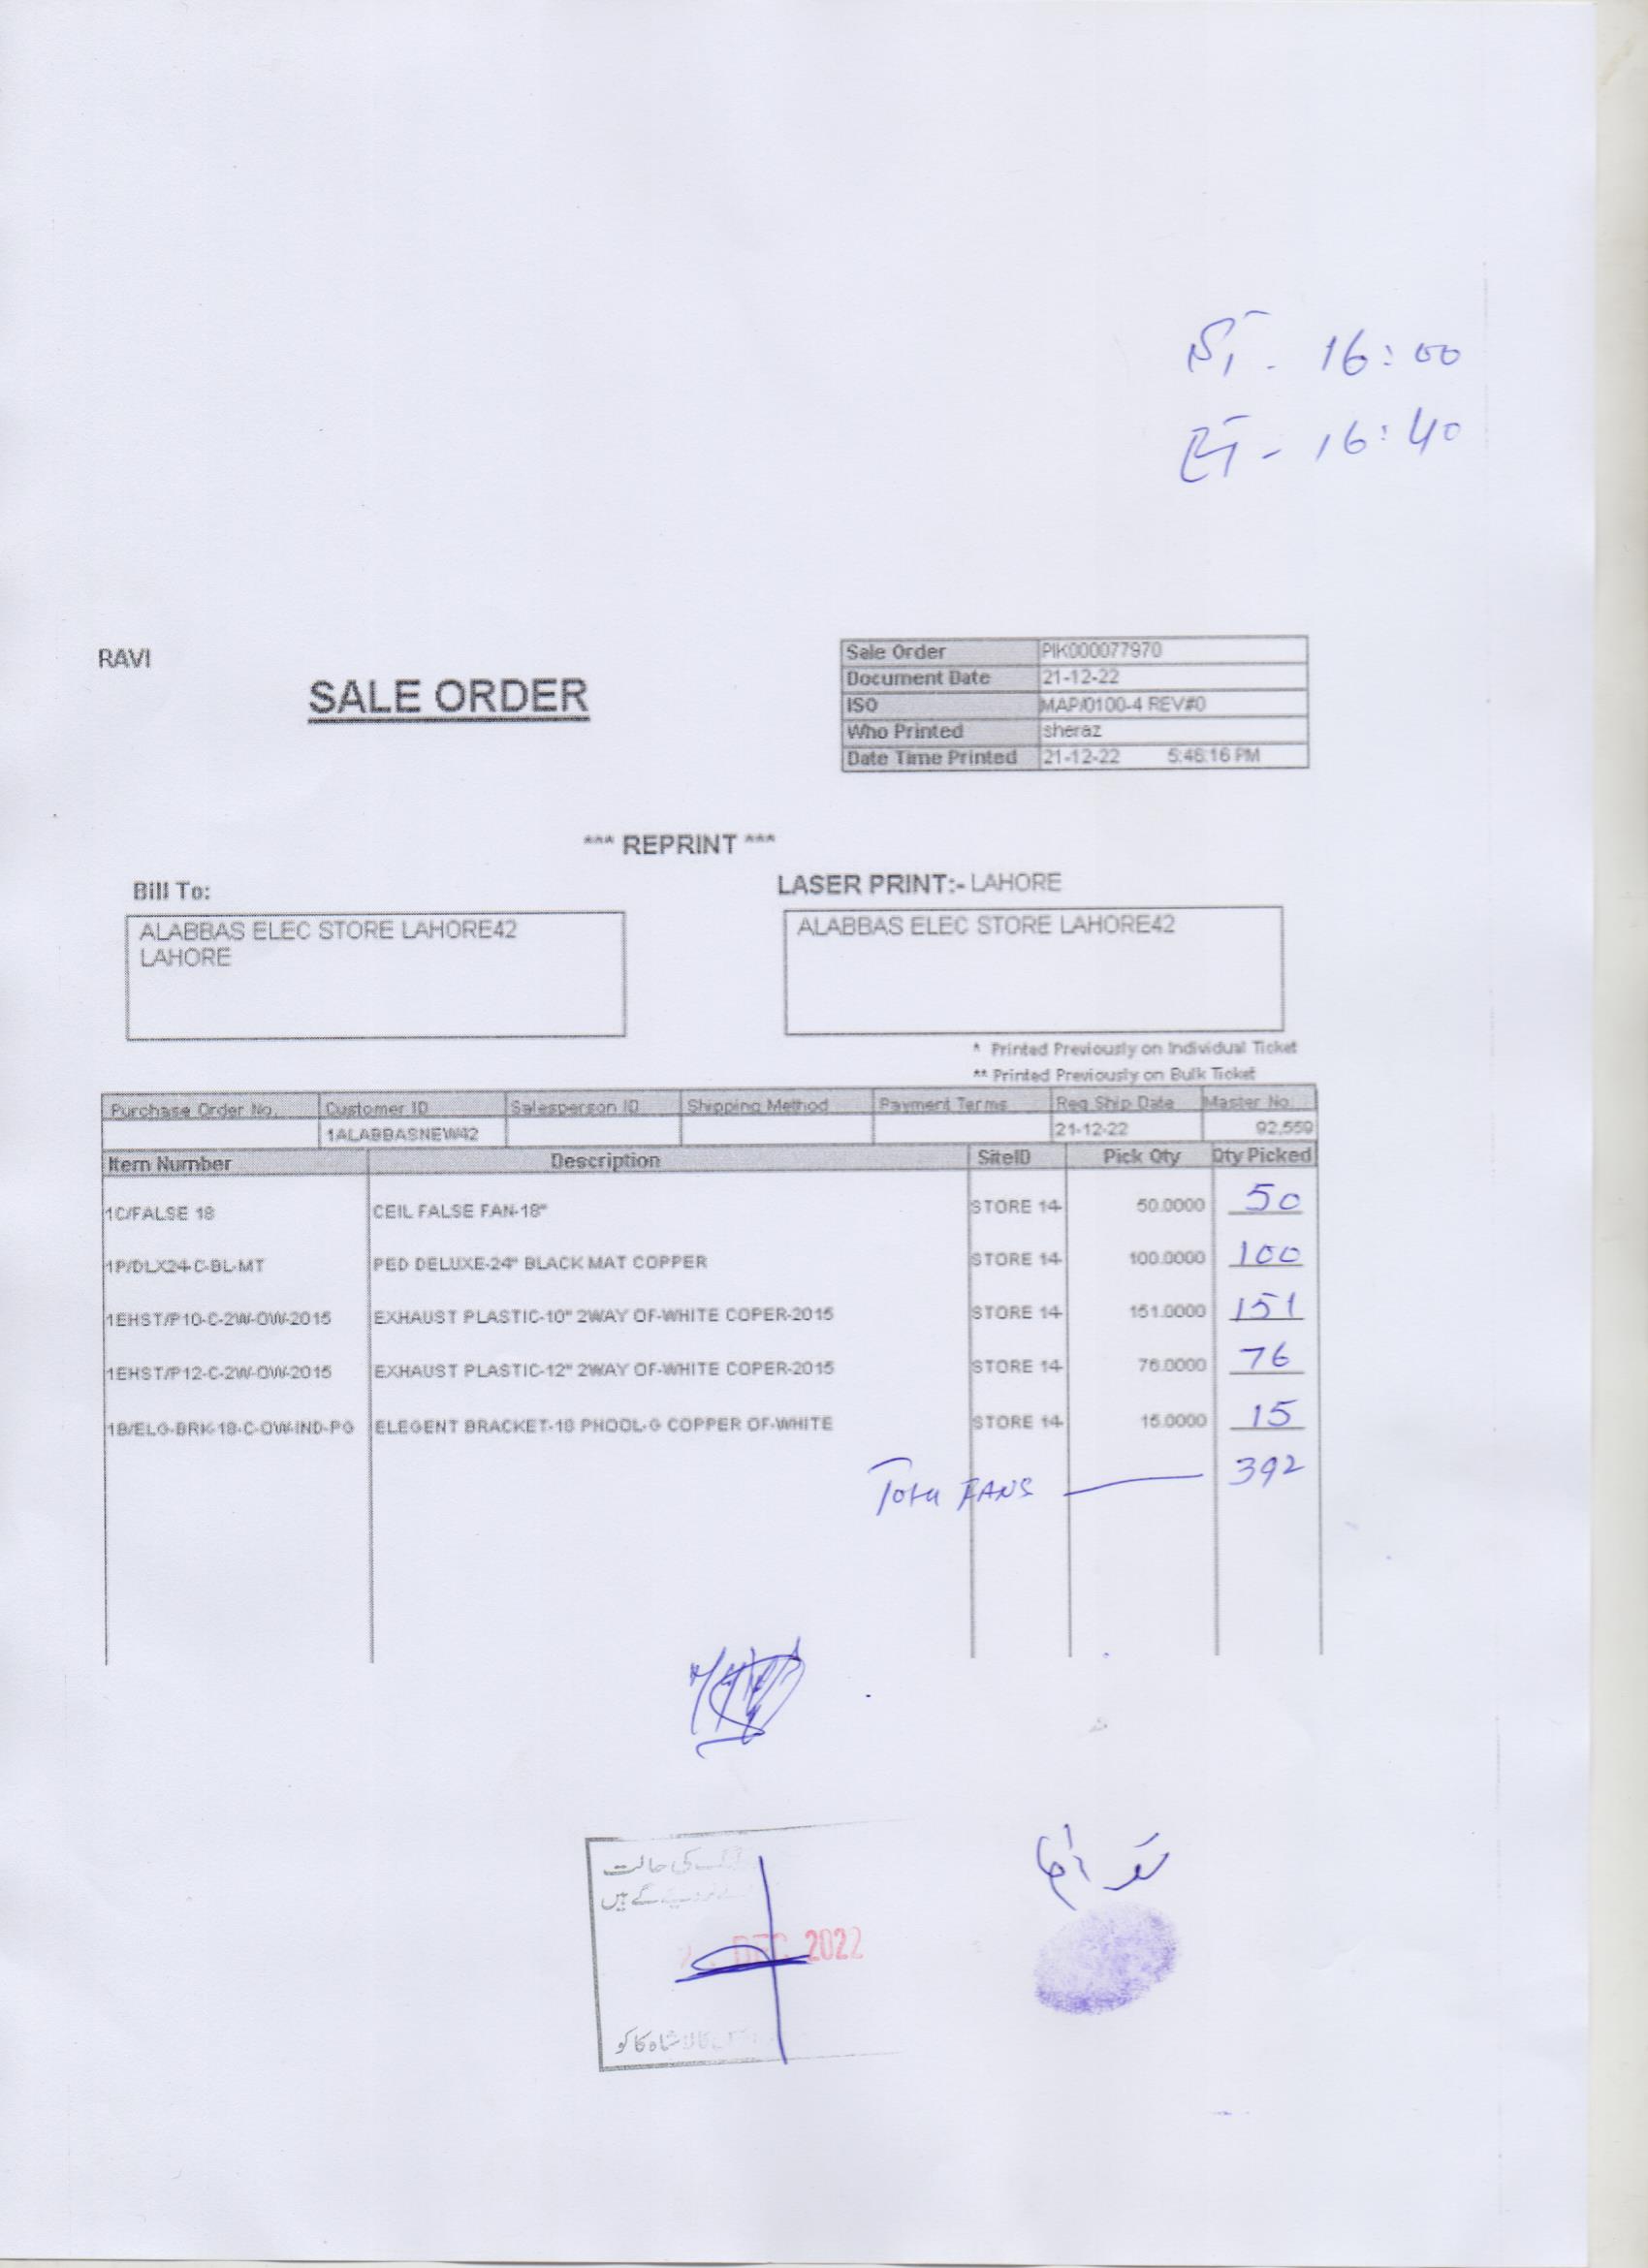 ST - 16:00
ET - 16:40
RAVI
SALE ORDER
Sale Order PIK000077970
Document Date 21-12-22
ISO MAP/0100-4 REV#0
Who Printed sheraz
Date Time Printed 21-12-22 5:46:16 PM
*** REPRINT ***
Bill To:
LASER PRINT:- LAHORE
ALABBAS ELEC STORE LAHORE42
LAHORE
ALABBAS ELEC STORE LAHORE42
* Printed Previously on Individual Ticket
** Printed Previously on Bulk Ticket
Purchase Order No. Customer ID Salesperson ID Shipping Method Payment Terms Req Ship Date Master No.
1ALABBASNEW42 21-12-22 92,559
Item Number Description SiteID Pick Qty Qty Picked
1C/FALSE 18 CEIL FALSE FAN-18" STORE 14 50.0000 50
1P/DLX24-C-BL-MT PED DELUXE-24" BLACK MAT COPPER STORE 14 100.0000 100
1EHST/P10-C-2W-OW-2015 EXHAUST PLASTIC-10" 2WAY OF-WHITE COPER-2015 STORE 14 151.0000 151
1EHST/P12-C-2W-OW-2015 EXHAUST PLASTIC-12" 2WAY OF-WHITE COPER-2015 STORE 14 76.0000 76
1B/ELG-BRK-18-C-OW-IND-PG ELEGENT BRACKET-18 PHOOL-G COPPER OF-WHITE STORE 14 15.0000 15
Total FANS 392
کی حالت
گے ہیں
DEC 2022